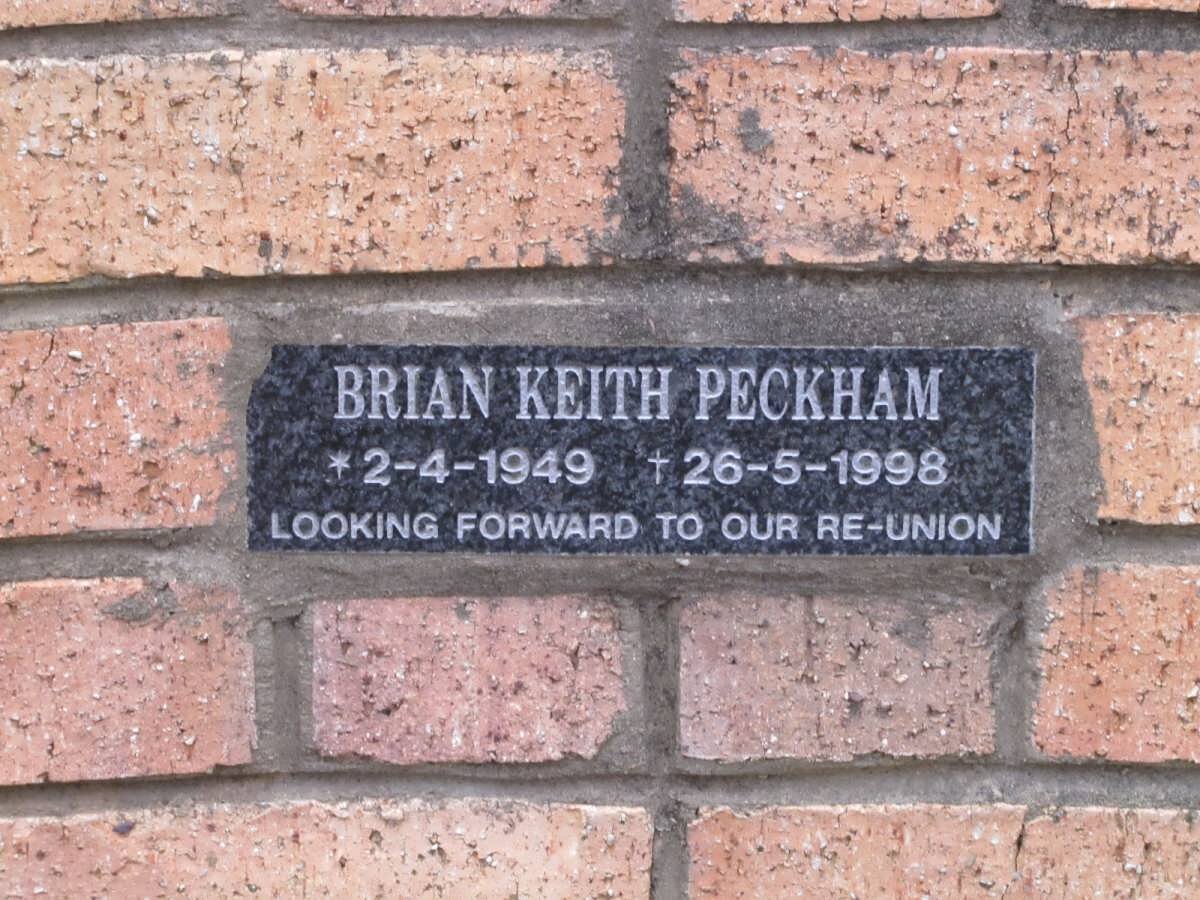 BRIAN KEITH PECKHAM
*2-4-1949 †26-5-1998
LOOKING FORWARD TO OUR RE-UNION